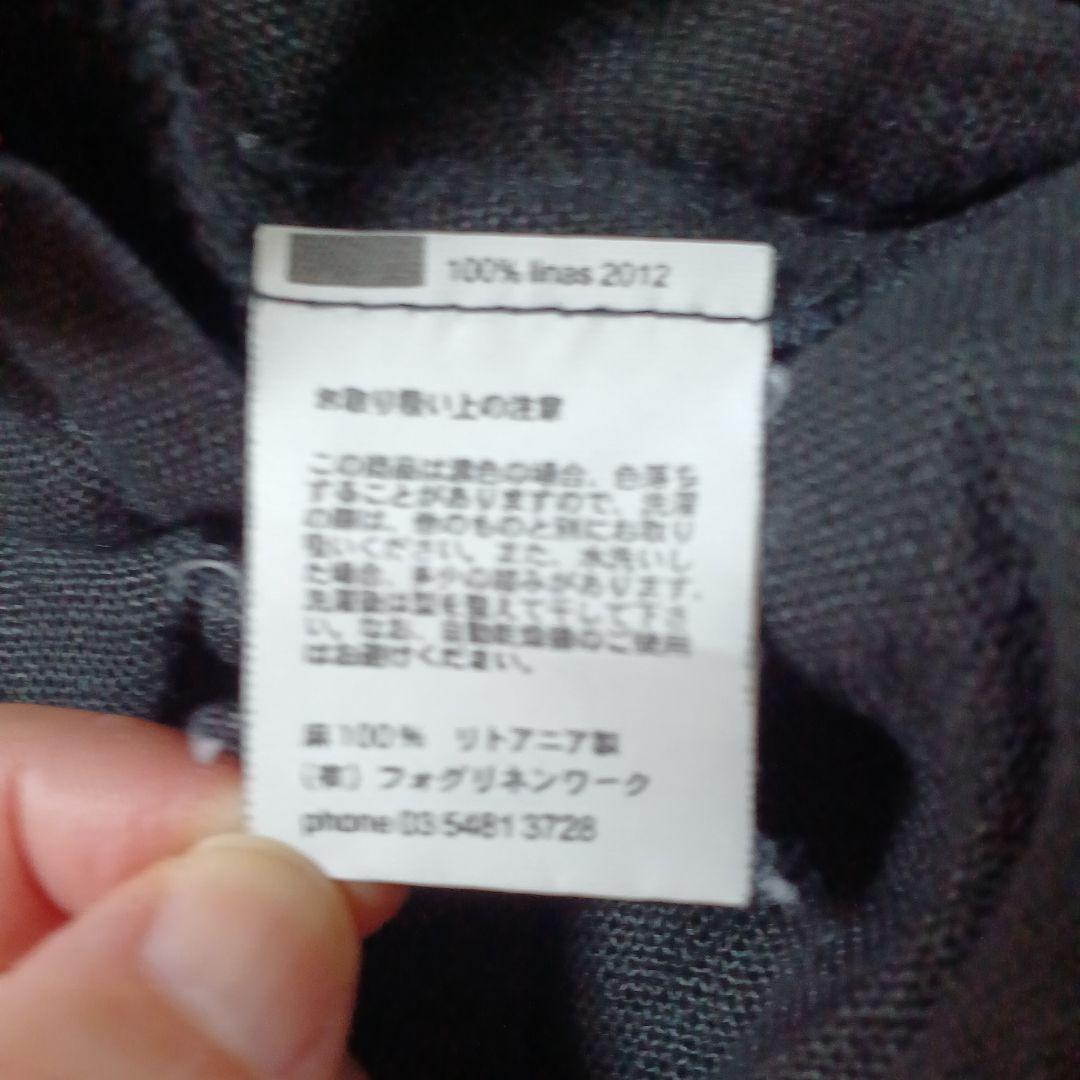 100% linas 2012
お取り扱い上の注意
この商品は濃色の場合、色落ち
することがありますので、洗濯
の際は、他のものと別にお取り
扱いください。また、水洗いし
た場合、多少の縮みがあります。
洗濯後は型を整えて干して下さ
い。なお、自動乾燥機のご使用
はお避けください。
麻100% リトアニア製
(有) フォグリネンワーク
phone 03 5481 3728